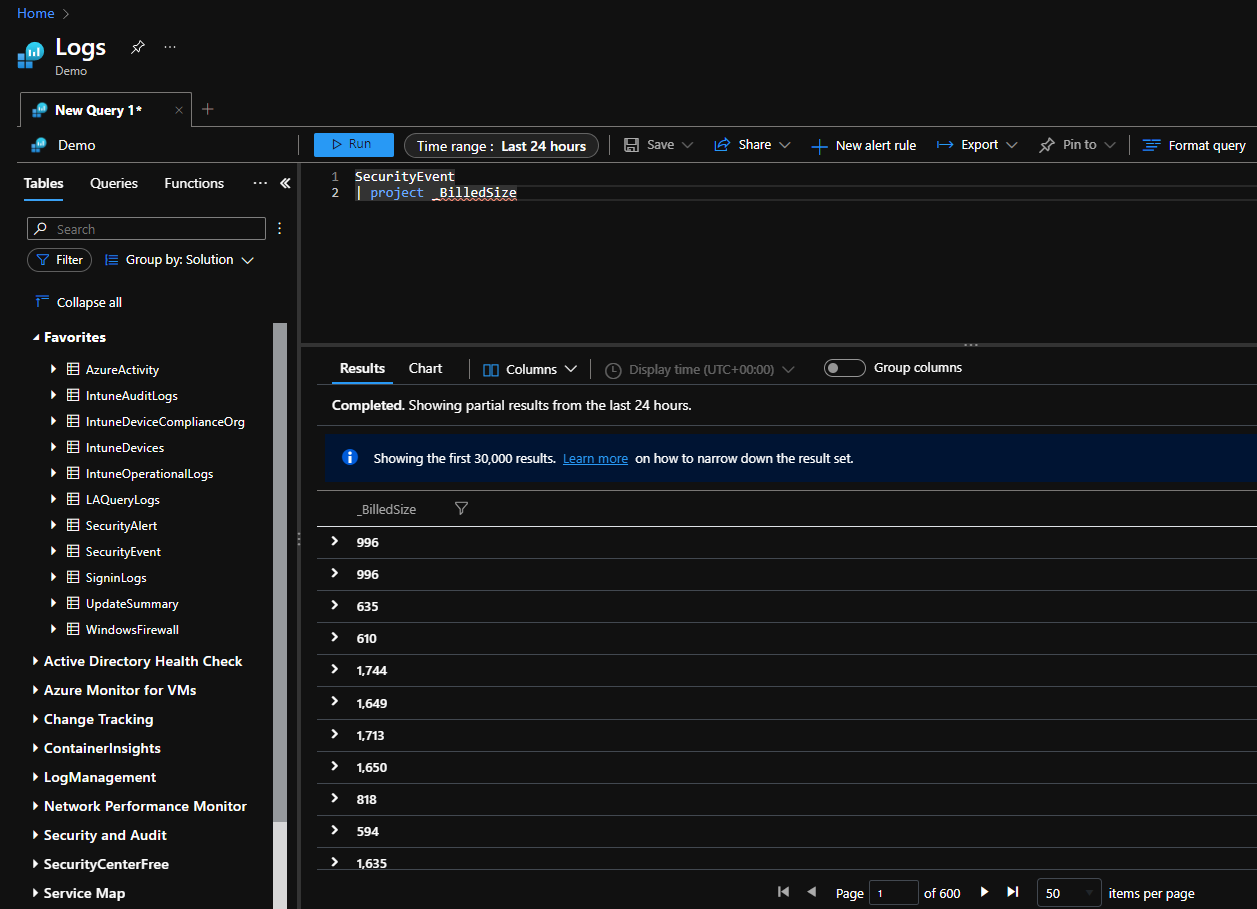 Home >
Logs
Demo
New Query 1*
Demo
Run
Time range : Last 24 hours
Save
Share
New alert rule
Export
Pin to
Format query
Tables
Queries
Functions
Search
Filter
Group by: Solution
Collapse all
Favorites
AzureActivity
IntuneAuditLogs
IntuneDeviceComplianceOrg
IntuneDevices
IntuneOperationalLogs
LAQueryLogs
SecurityAlert
SecurityEvent
SigninLogs
UpdateSummary
WindowsFirewall
Active Directory Health Check
Azure Monitor for VMs
Change Tracking
ContainerInsights
LogManagement
Network Performance Monitor
Security and Audit
SecurityCenterFree
Service Map
1 SecurityEvent
2 | project _BilledSize
Results
Chart
Columns
Display time (UTC+00:00)
Group columns
Completed. Showing partial results from the last 24 hours.
Showing the first 30,000 results. Learn more on how to narrow down the result set.
_BilledSize
996
996
635
610
1,744
1,649
1,713
1,650
818
594
1,635
Page 1 of 600
50 items per page